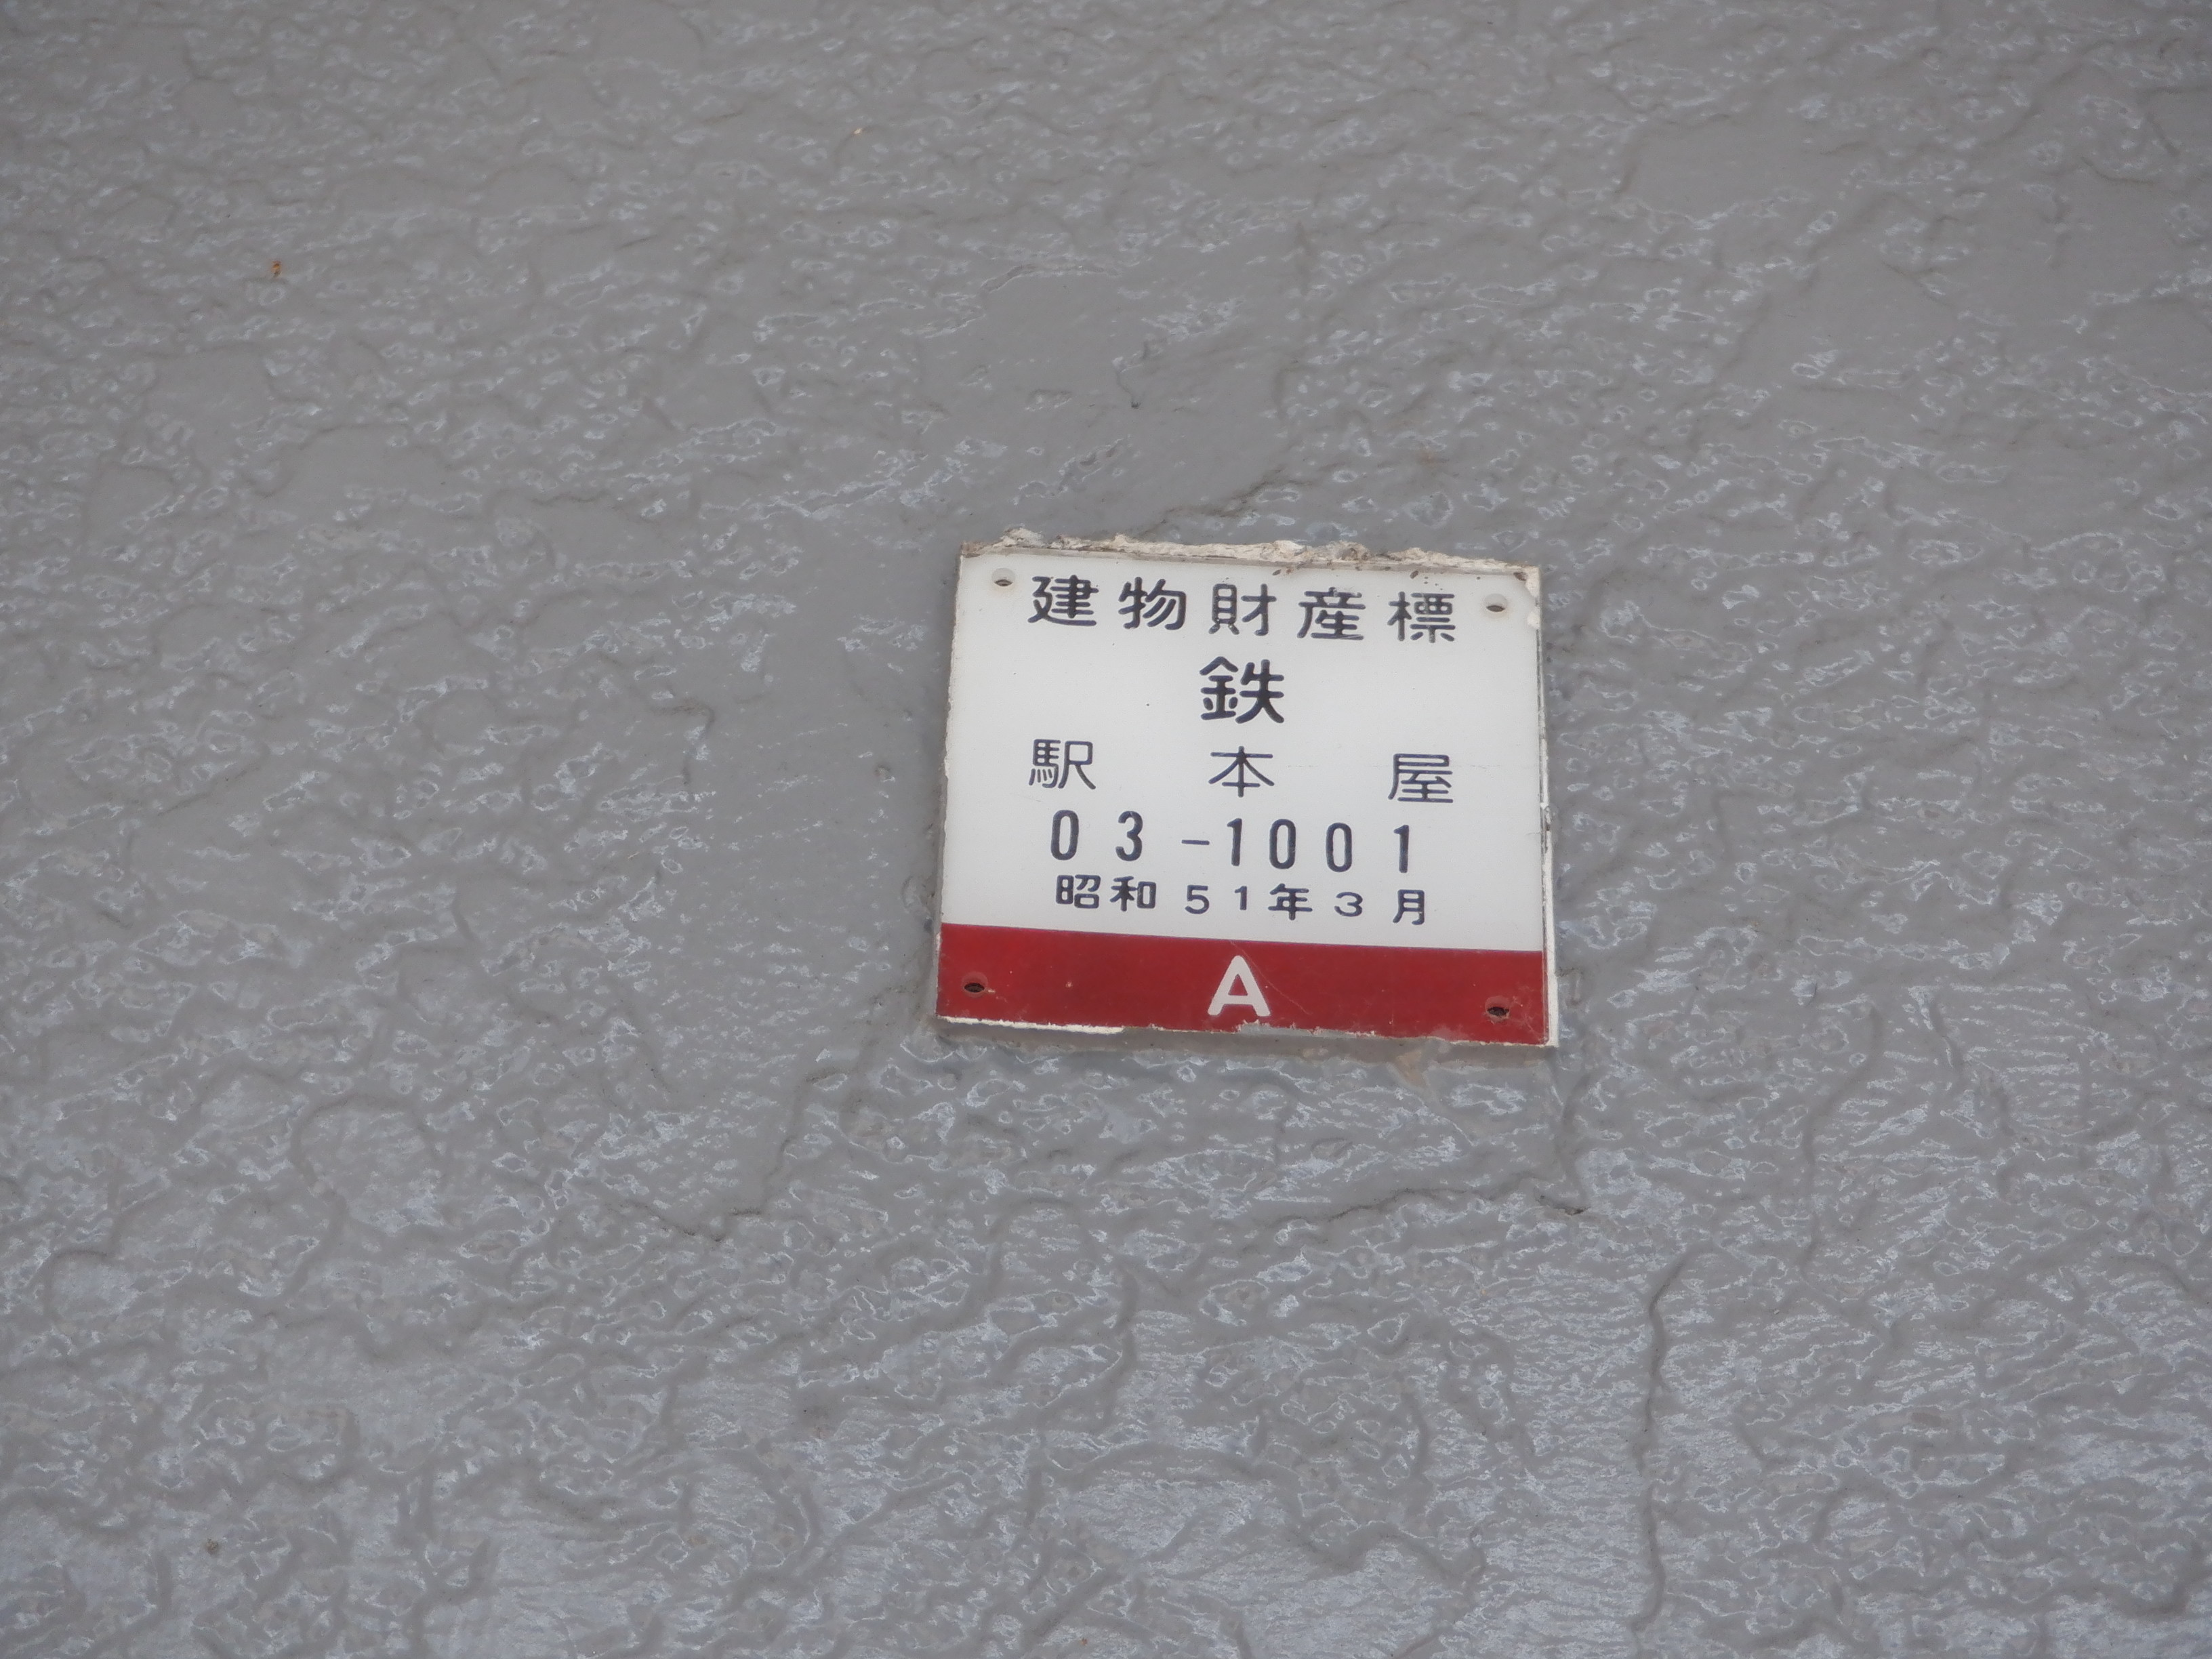 建物財産標
鉄
駅本屋
03-1001
昭和51年3月
A